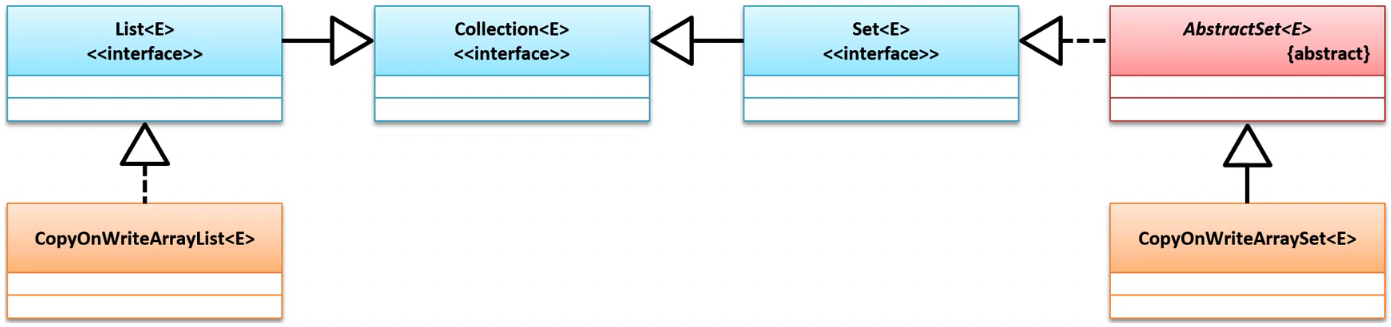 List<E>
<<interface>>
Collection<E>
<<interface>>
Set<E>
<<interface>>
AbstractSet<E>
{abstract}
CopyOnWriteArrayList<E>
CopyOnWriteArraySet<E>